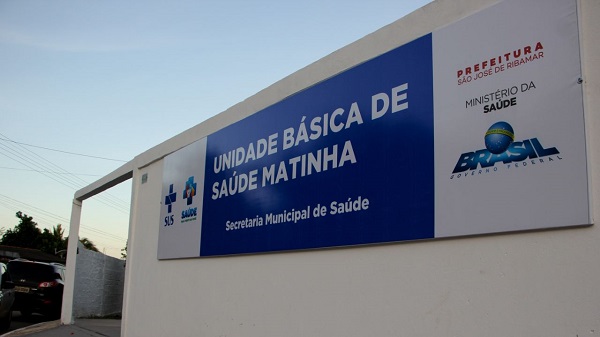 UNIDADE BÁSICA DE
SAÚDE MATINHA
Secretaria Municipal de Saúde
SUS
SAÚDE
PREFEITURA
SÃO JOSÉ DE RIBAMAR
MINISTÉRIO DA
SAÚDE
BRASIL
GOVERNO FEDERAL